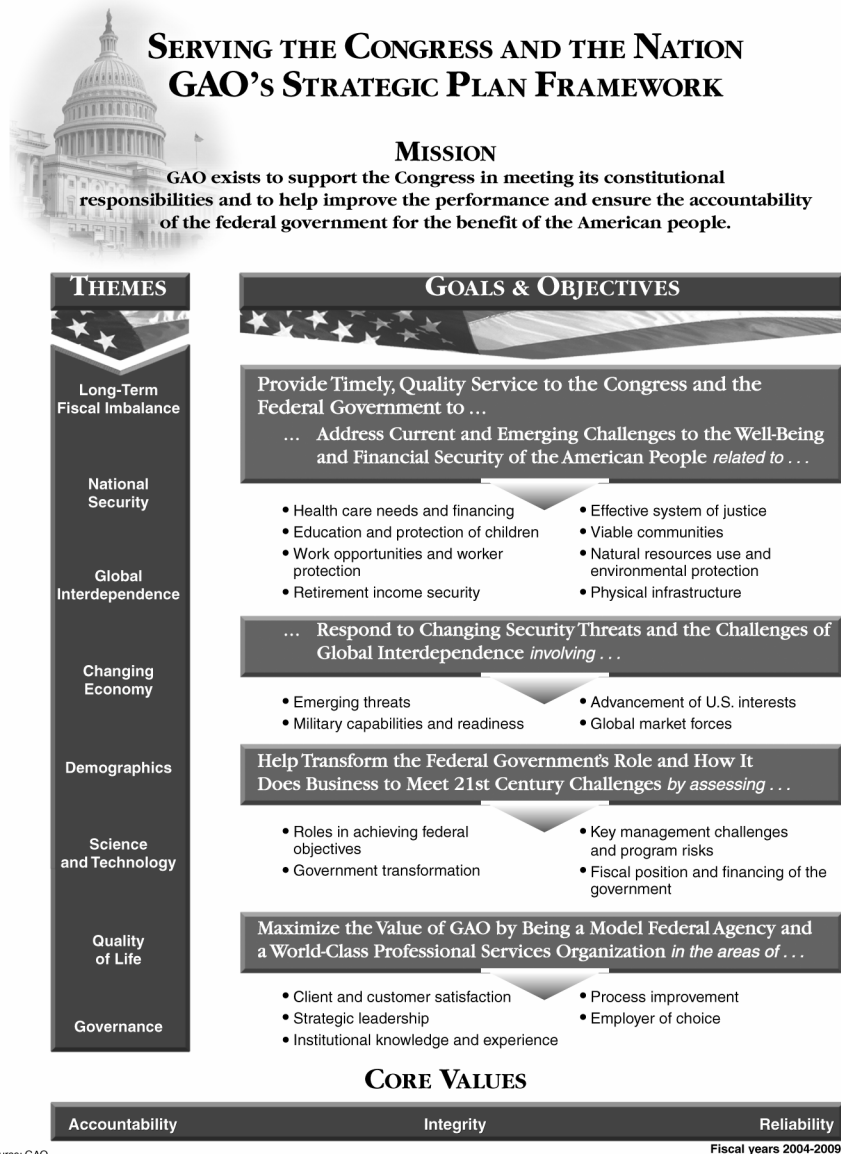 SERVING THE CONGRESS AND THE NATION
GAO'S STRATEGIC PLAN FRAMEWORK
MISSION
GAO exists to support the Congress in meeting its constitutional
responsibilities and to help improve the performance and ensure the accountability
of the federal government for the benefit of the American people.
THEMES
Long-Term
Fiscal Imbalance
National
Security
Global
Interdependence
Changing
Economy
Demographics
Science
and Technology
Quality
of Life
Governance
GOALS & OBJECTIVES
Provide Timely, Quality Service to the Congress and the
Federal Government to ...
... Address Current and Emerging Challenges to the Well-Being
and Financial Security of the American People related to . . .
• Health care needs and financing
• Education and protection of children
• Work opportunities and worker
protection
• Retirement income security
• Effective system of justice
• Viable communities
• Natural resources use and
environmental protection
• Physical infrastructure
... Respond to Changing Security Threats and the Challenges of
Global Interdependence involving . . .
• Emerging threats
• Military capabilities and readiness
• Advancement of U.S. interests
• Global market forces
Help Transform the Federal Government's Role and How It
Does Business to Meet 21st Century Challenges by assessing . . .
• Roles in achieving federal
objectives
• Government transformation
• Key management challenges
and program risks
• Fiscal position and financing of the
government
Maximize the Value of GAO by Being a Model Federal Agency and
a World-Class Professional Services Organization in the areas of . . .
• Client and customer satisfaction
• Strategic leadership
• Institutional knowledge and experience
• Process improvement
• Employer of choice
CORE VALUES
Accountability
Integrity
Reliability
Fiscal years 2004-2009
GAO